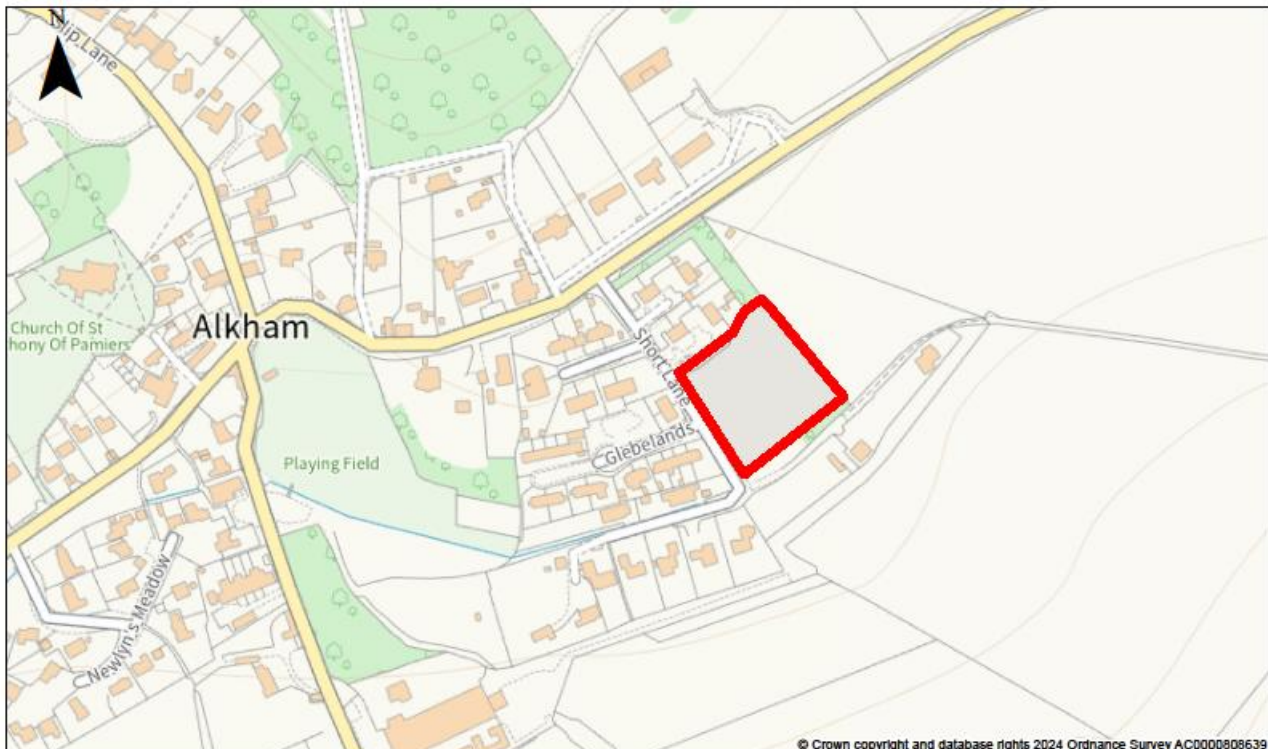 N
Slip Lane
Church Of St
hony Of Pamiers
Alkham
Short Lane
Glebelands
Playing Field
Newlyn's Meadow
© Crown copyright and database rights 2024 Ordnance Survey AC0000808639